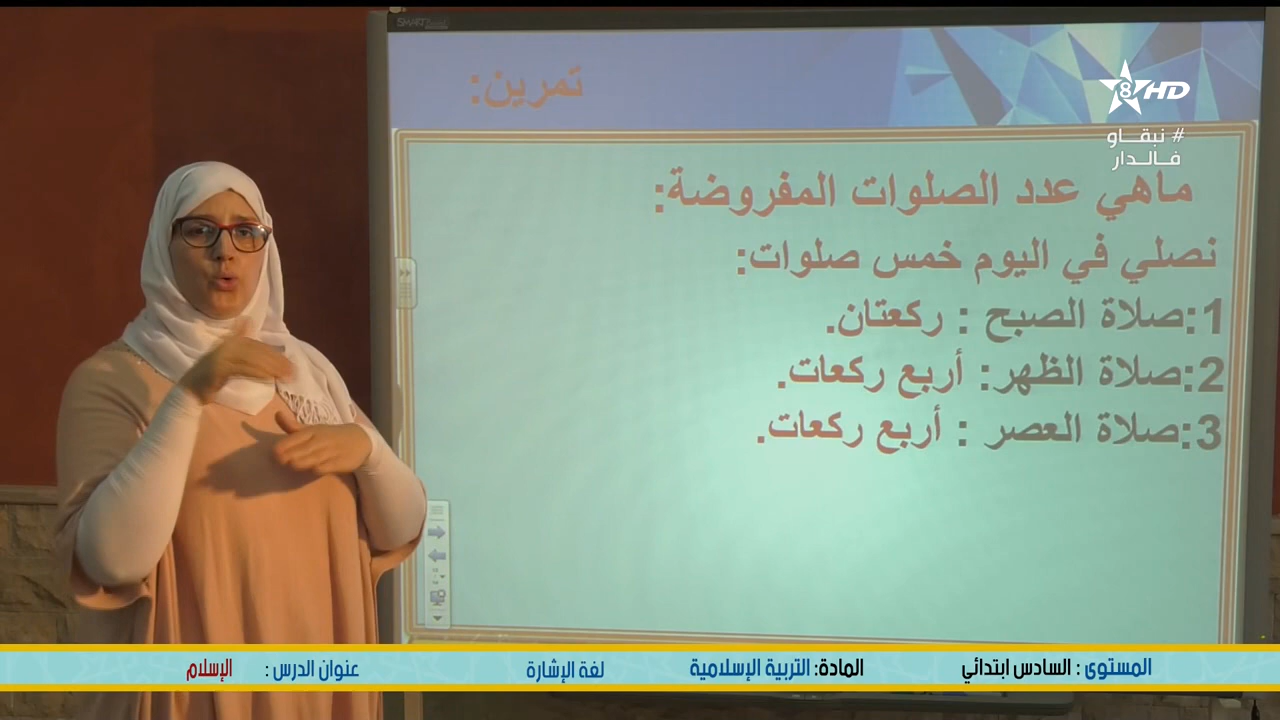 SMART
تمرين:
8 HD
# نبقاو
فالدار
ماهي عدد الصلوات المفروضة:
نصلي في اليوم خمس صلوات:
1:صلاة الصبح : ركعتان.
2:صلاة الظهر: أربع ركعات.
3:صلاة العصر : أربع ركعات.
المستوى : السادس ابتدائي المادة: التربية الإسلامية لغة الإشارة عنوان الدرس : الإسلام